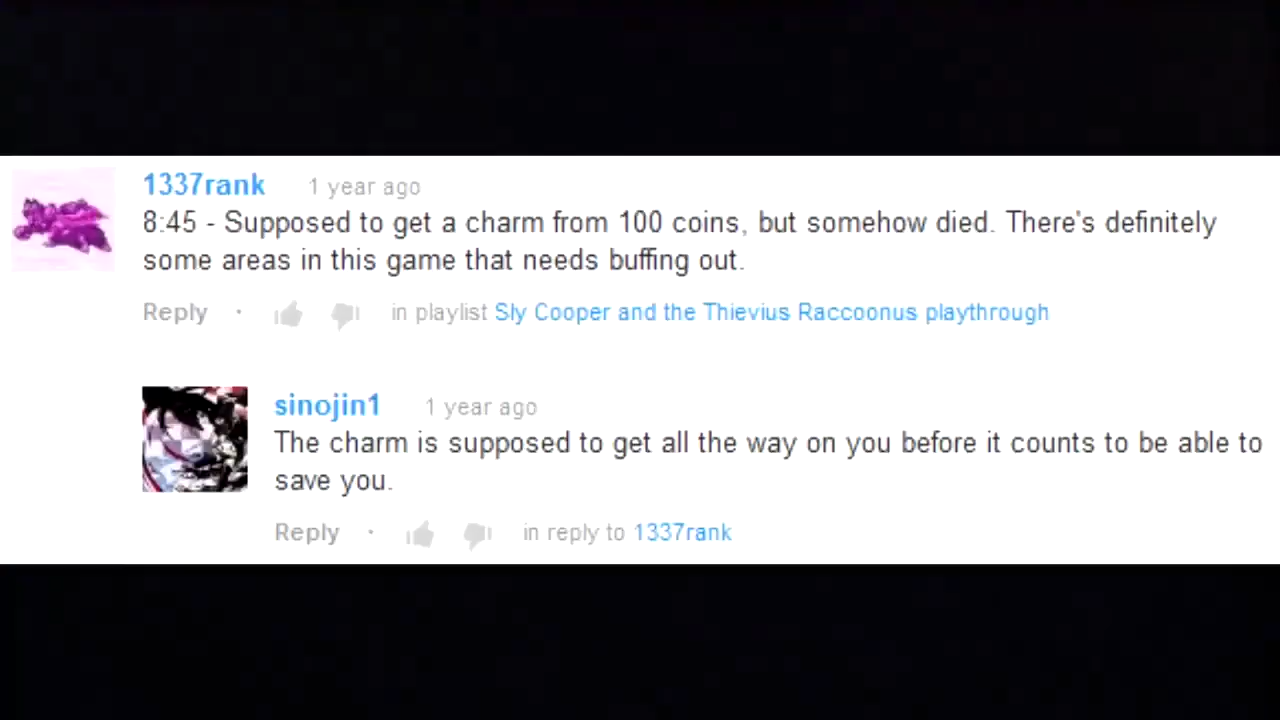 1337rank 1 year ago
8:45 - Supposed to get a charm from 100 coins, but somehow died. There's definitely
some areas in this game that needs buffing out.
Reply · in playlist Sly Cooper and the Thievius Raccoonus playthrough
sinojin1 1 year ago
The charm is supposed to get all the way on you before it counts to be able to
save you.
Reply · in reply to 1337rank